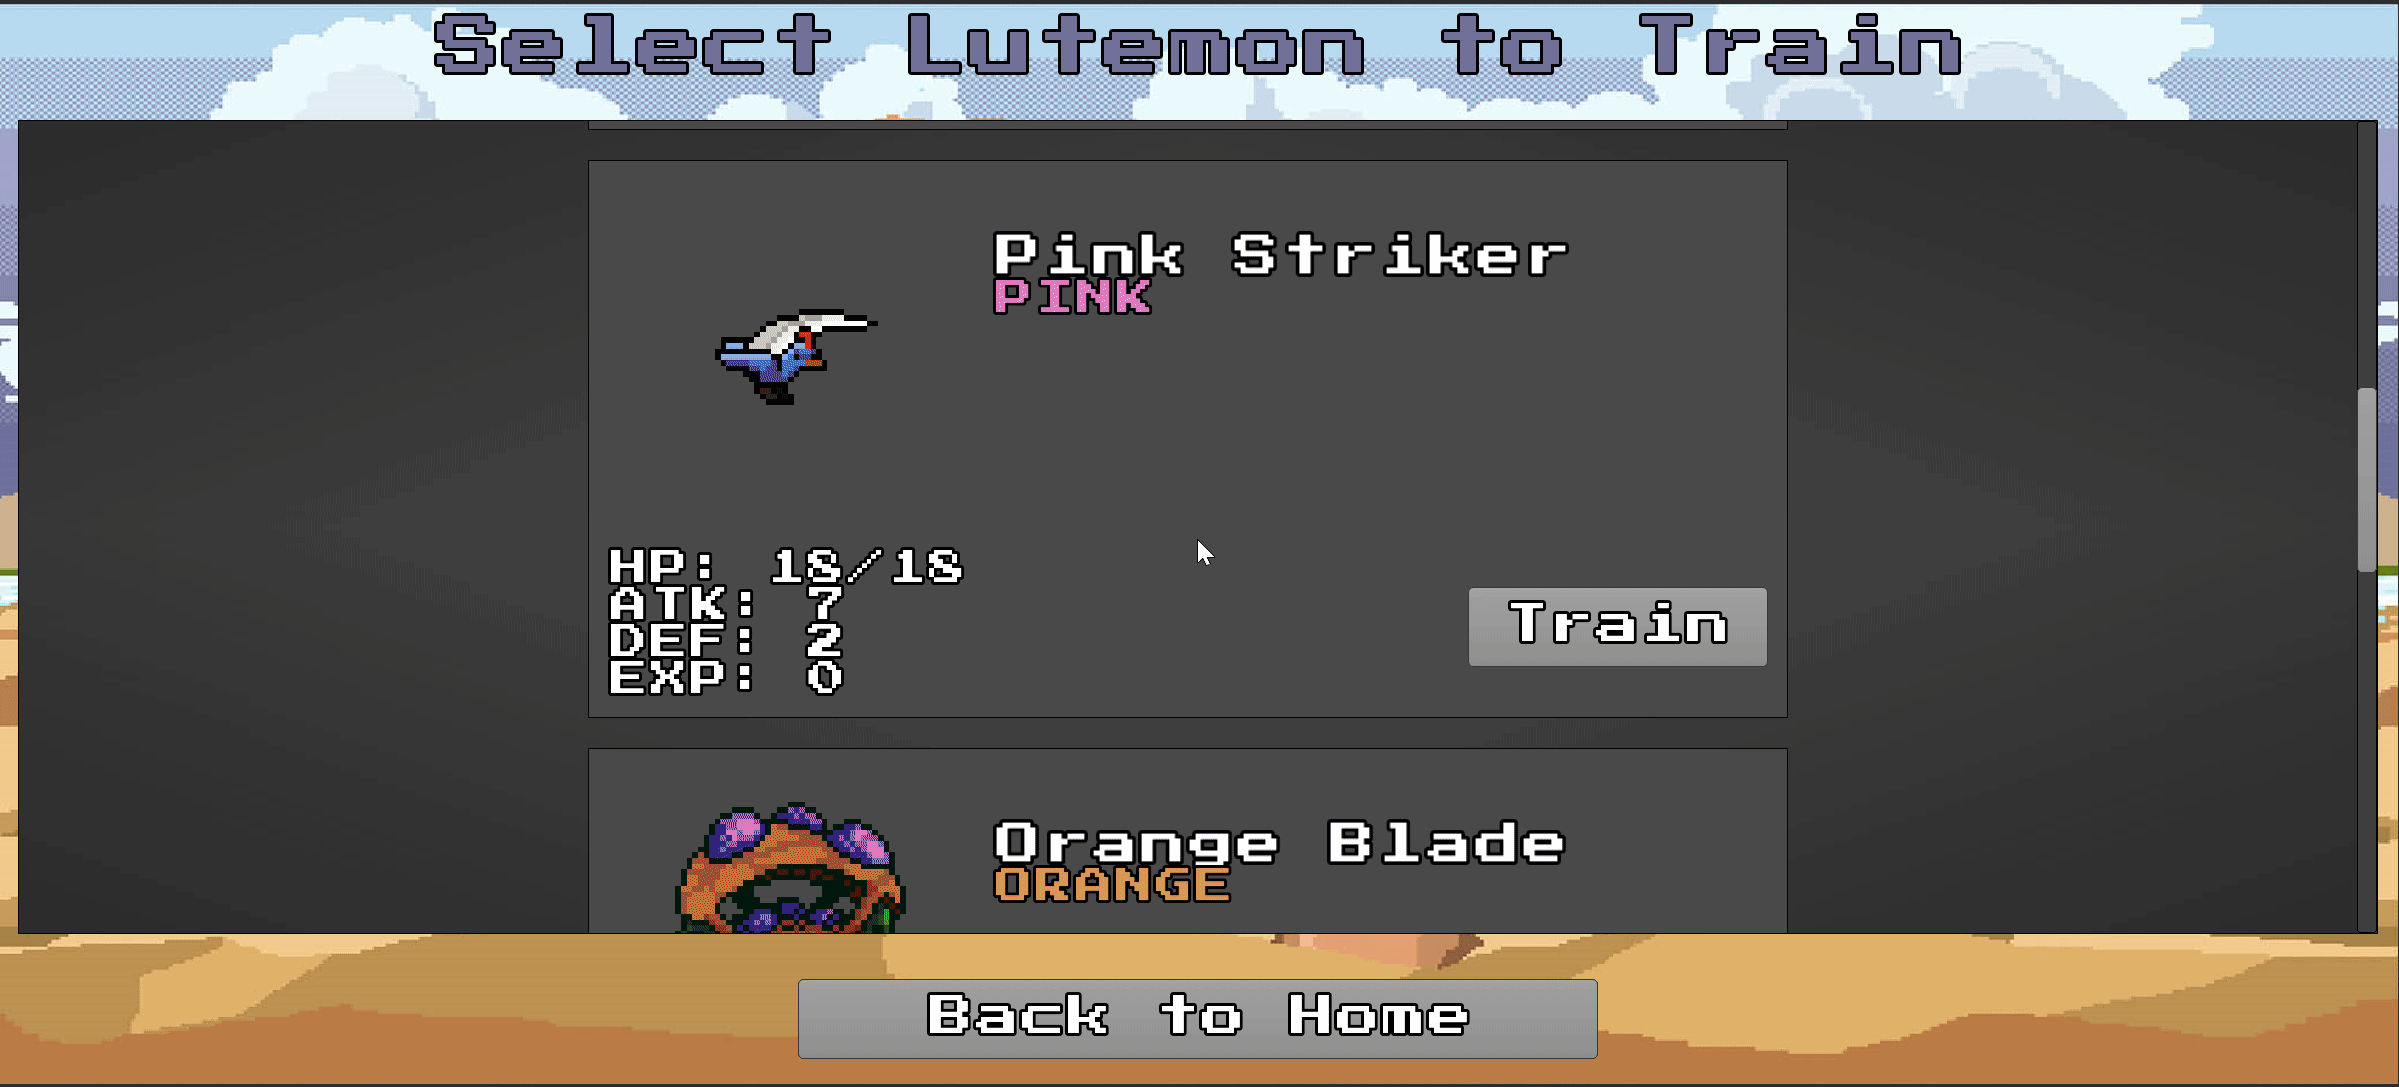 Select Lutemon to Train
Pink Striker
PINK
HP: 18/18
ATK: 7
DEF: 2
EXP: 0
Train
Orange Blade
ORANGE
Back to Home